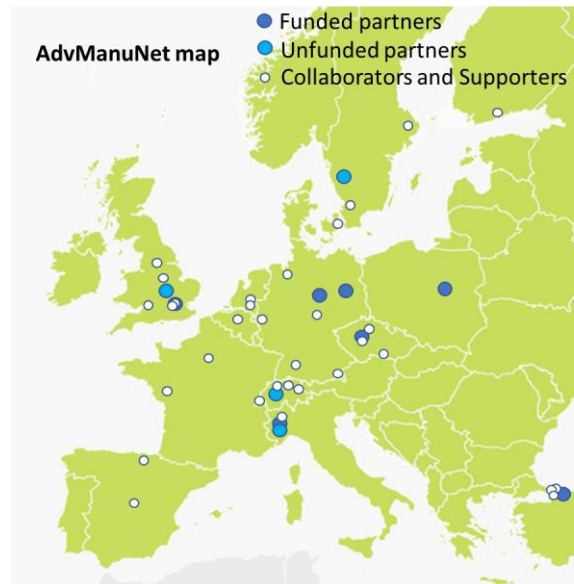 Funded partners
AdvManuNet map
Unfunded partners
Collaborators and Supporters